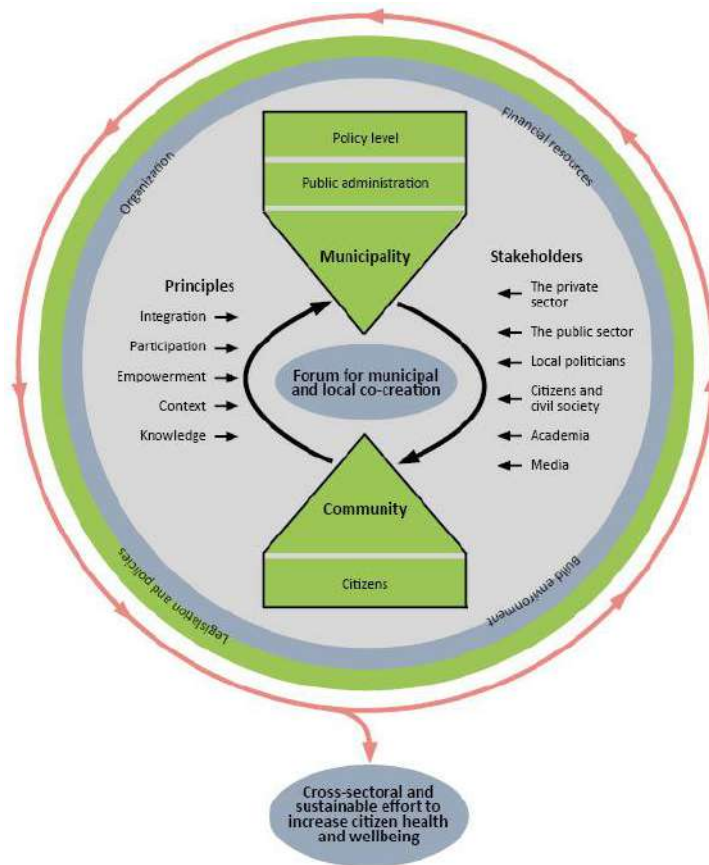 Organization
Financial resources
Policy level
Public administration
Municipality
Principles
Integration
Participation
Empowerment
Context
Knowledge
Stakeholders
The private
sector
The public sector
Local politicians
Citizens and
civil society
Academia
Media
Forum for municipal
and local co-creation
Community
Citizens
Legislation and policies
Build environment
Cross-sectoral and
sustainable effort to
increase citizen health
and wellbeing